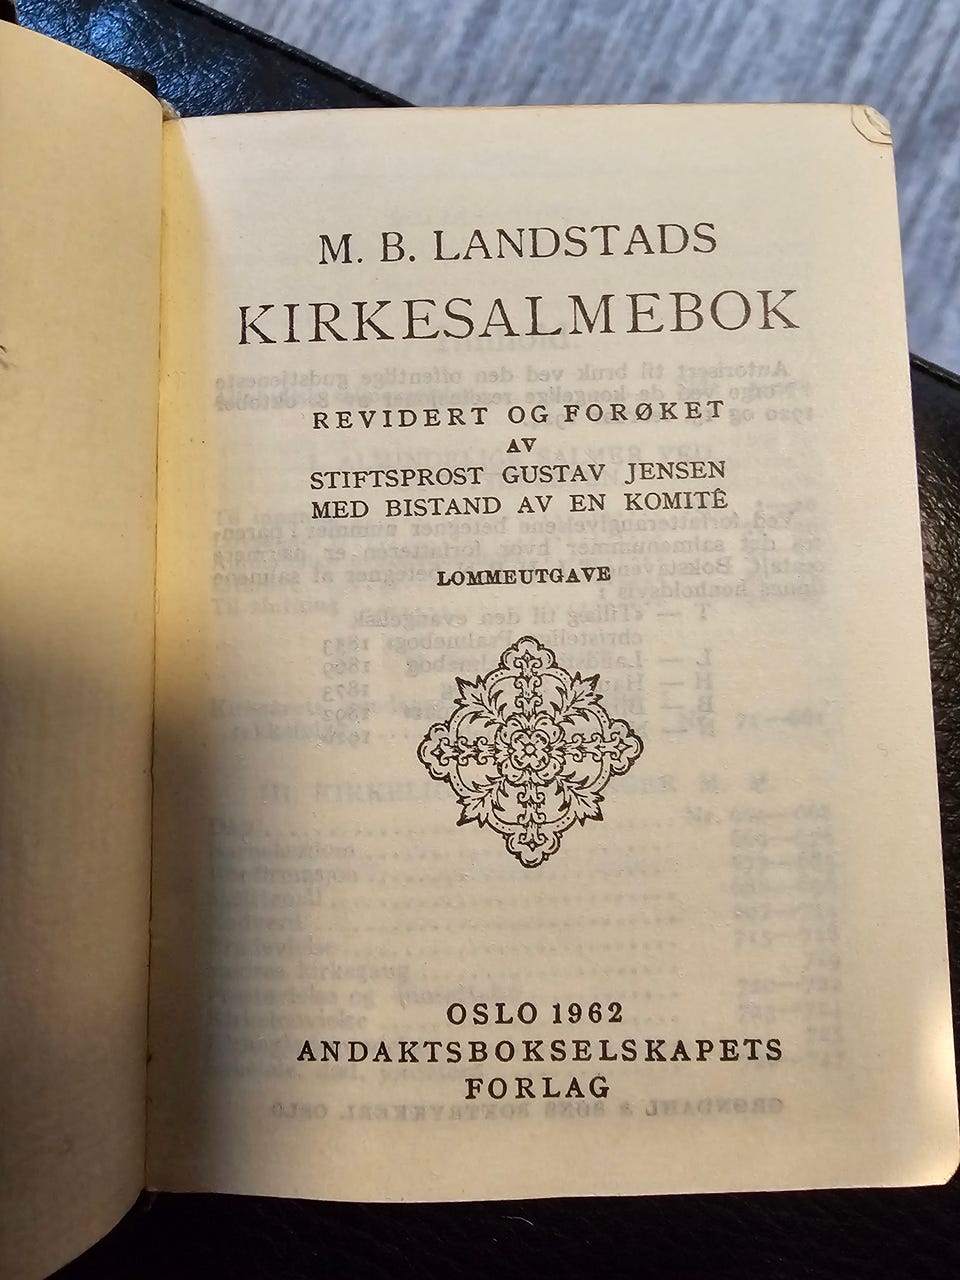 M. B. LANDSTADS
KIRKESALMEBOK
REVIDERT OG FORØKET
AV
STIFTSPROST GUSTAV JENSEN
MED BISTAND AV EN KOMITÊ
LOMMEUTGAVE
OSLO 1962
ANDAKTSBOKSELSKAPETS
FORLAG